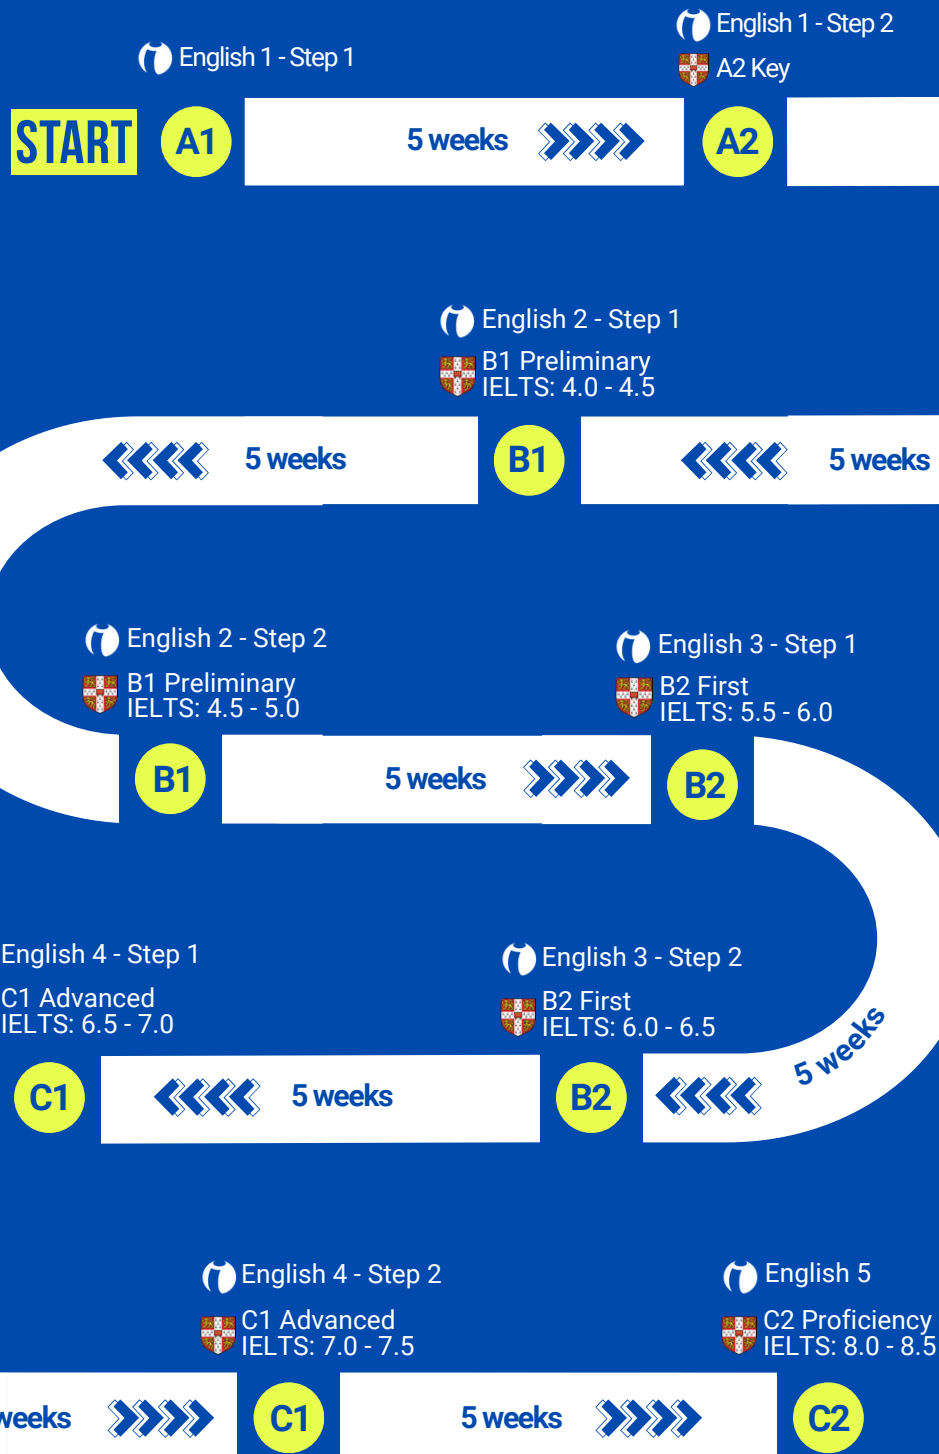 English 1 - Step 1
English 1 - Step 2
A2 Key
START
A1
5 weeks
A2
English 2 - Step 1
B1 Preliminary
IELTS: 4.0 - 4.5
5 weeks
B1
5 weeks
English 2 - Step 2
B1 Preliminary
IELTS: 4.5 - 5.0
English 3 - Step 1
B2 First
IELTS: 5.5 - 6.0
B1
5 weeks
B2
English 4 - Step 1
C1 Advanced
IELTS: 6.5 - 7.0
English 3 - Step 2
B2 First
IELTS: 6.0 - 6.5
C1
5 weeks
B2
5 weeks
English 4 - Step 2
C1 Advanced
IELTS: 7.0 - 7.5
English 5
C2 Proficiency
IELTS: 8.0 - 8.5
weeks
C1
5 weeks
C2